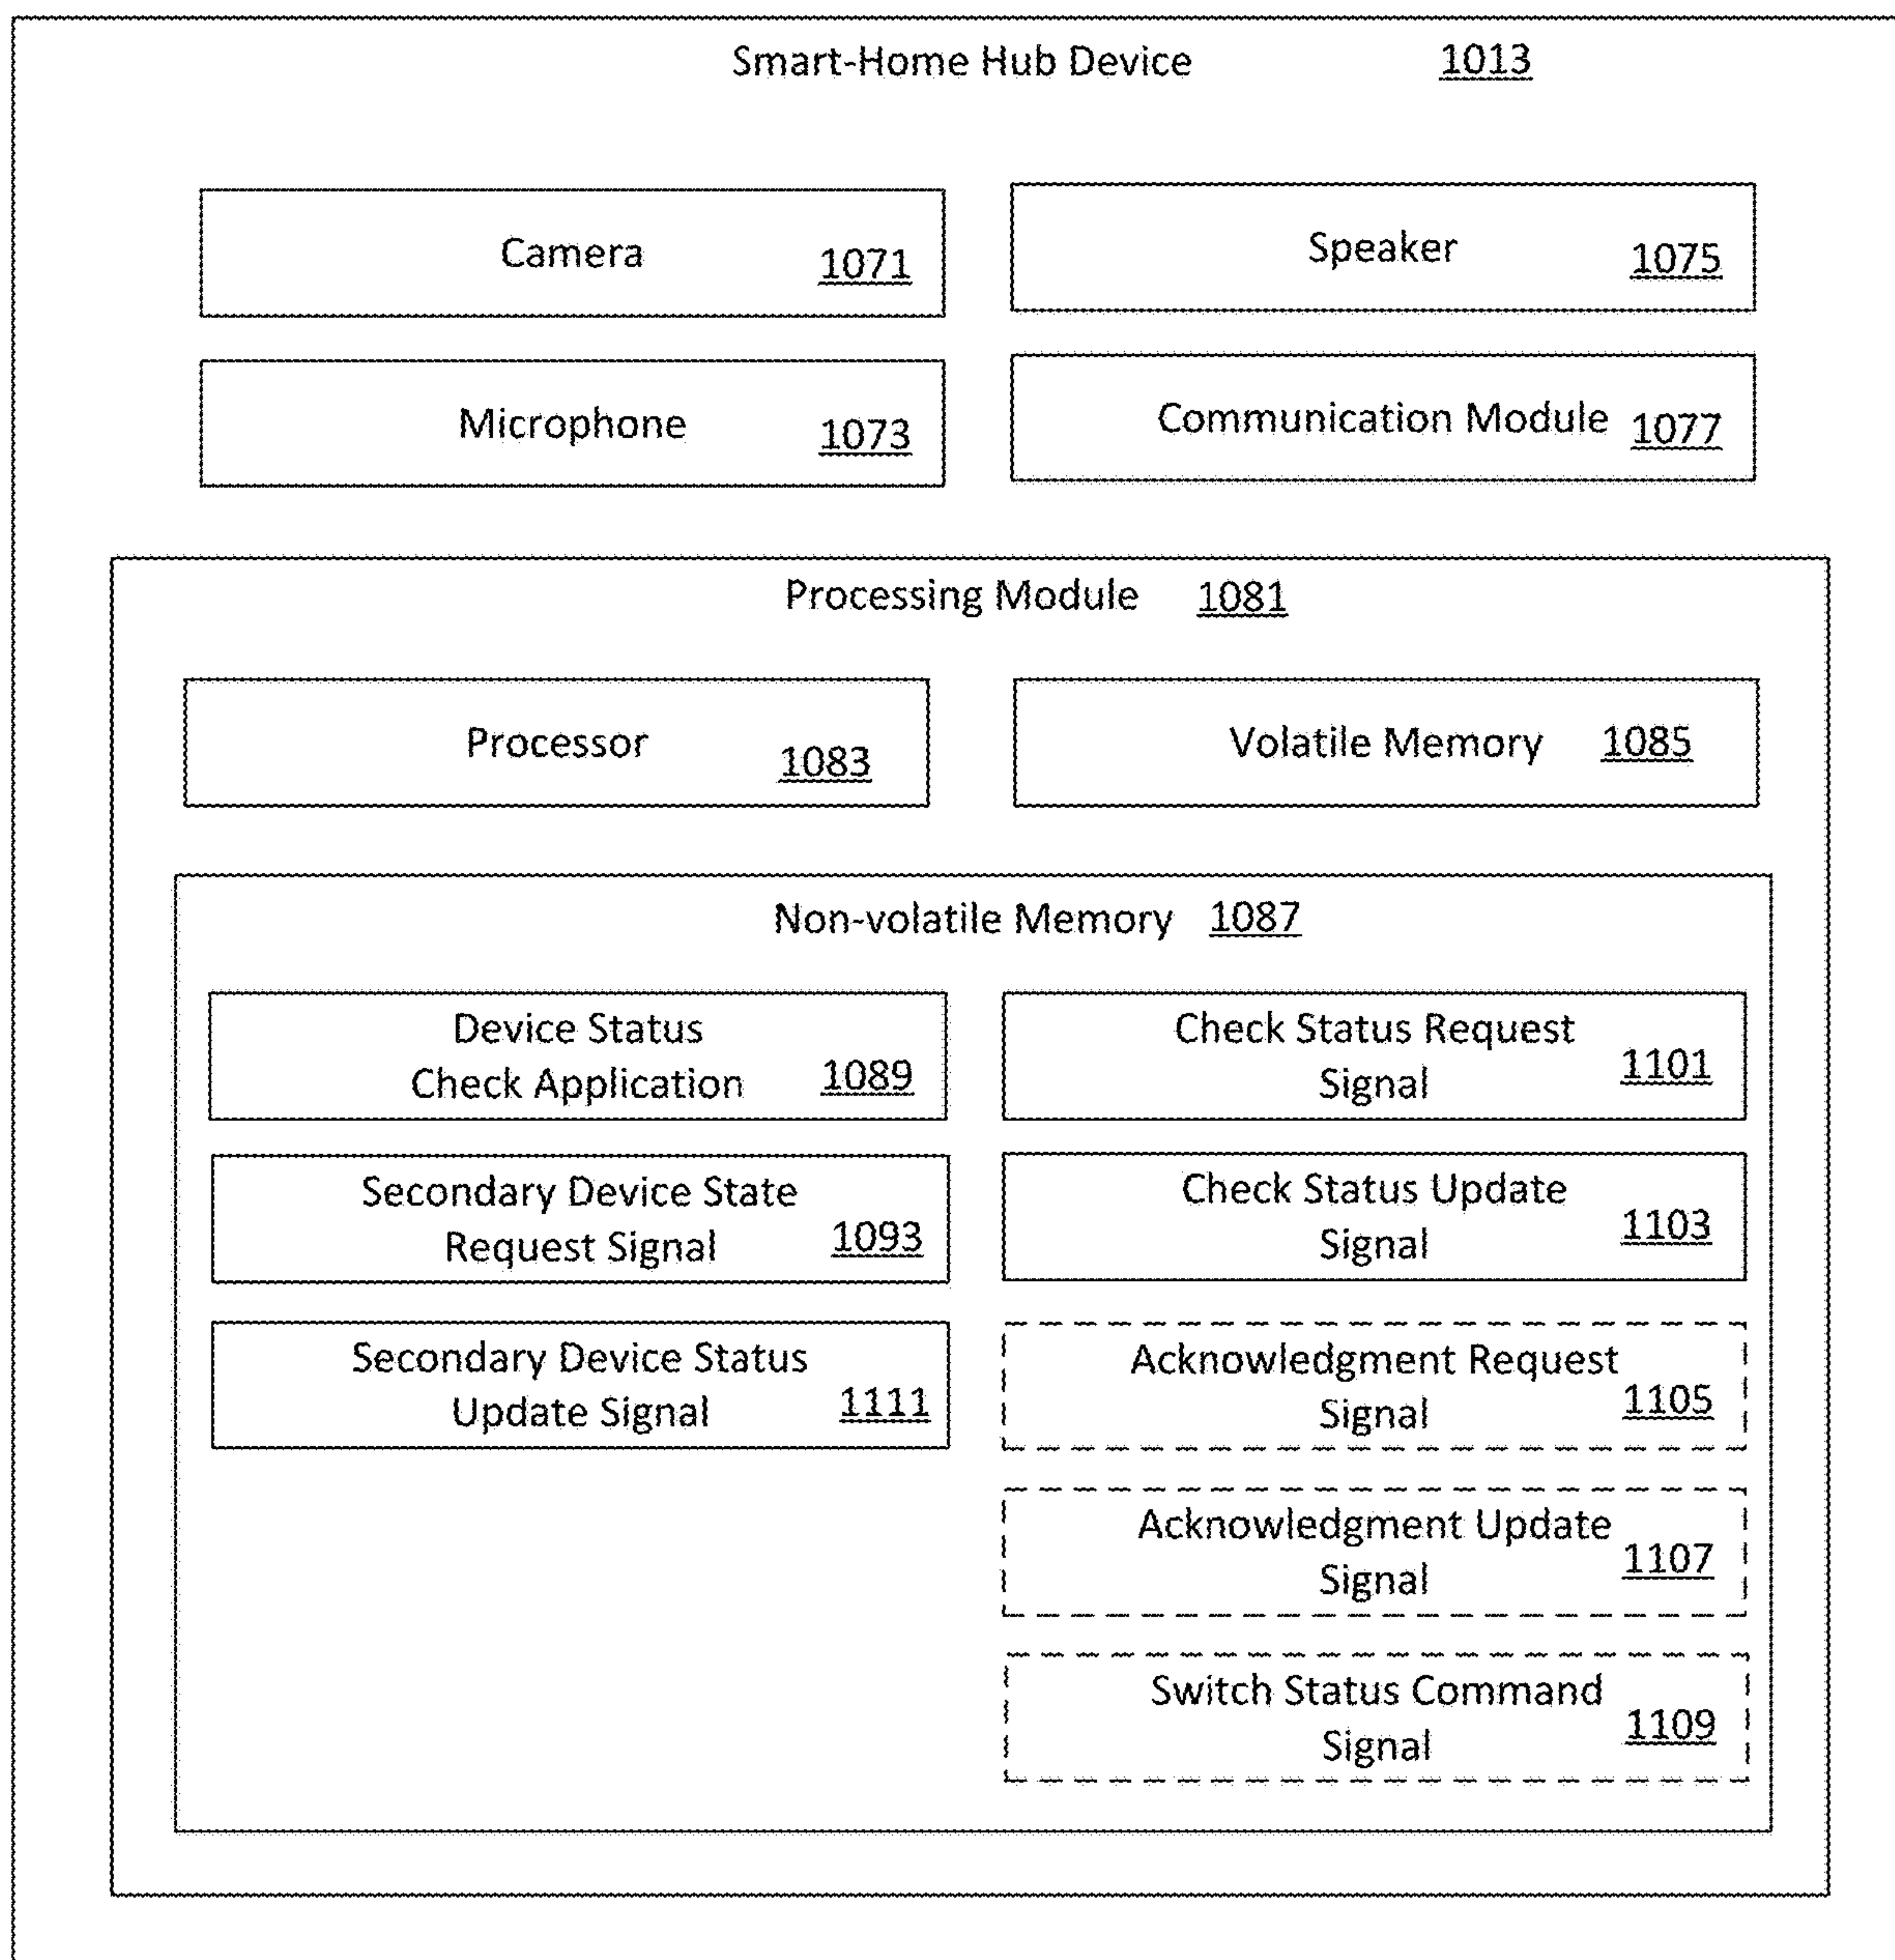 Smart-Home Hub Device 1013
Camera 1071
Speaker 1075
Microphone 1073
Communication Module 1077
Processing Module 1081
Processor 1083
Volatile Memory 1085
Non-volatile Memory 1087
Device Status
Check Application 1089
Check Status Request
Signal 1101
Secondary Device State
Request Signal 1093
Check Status Update
Signal 1103
Secondary Device Status
Update Signal 1111
Acknowledgment Request
Signal 1105
Acknowledgment Update
Signal 1107
Switch Status Command
Signal 1109